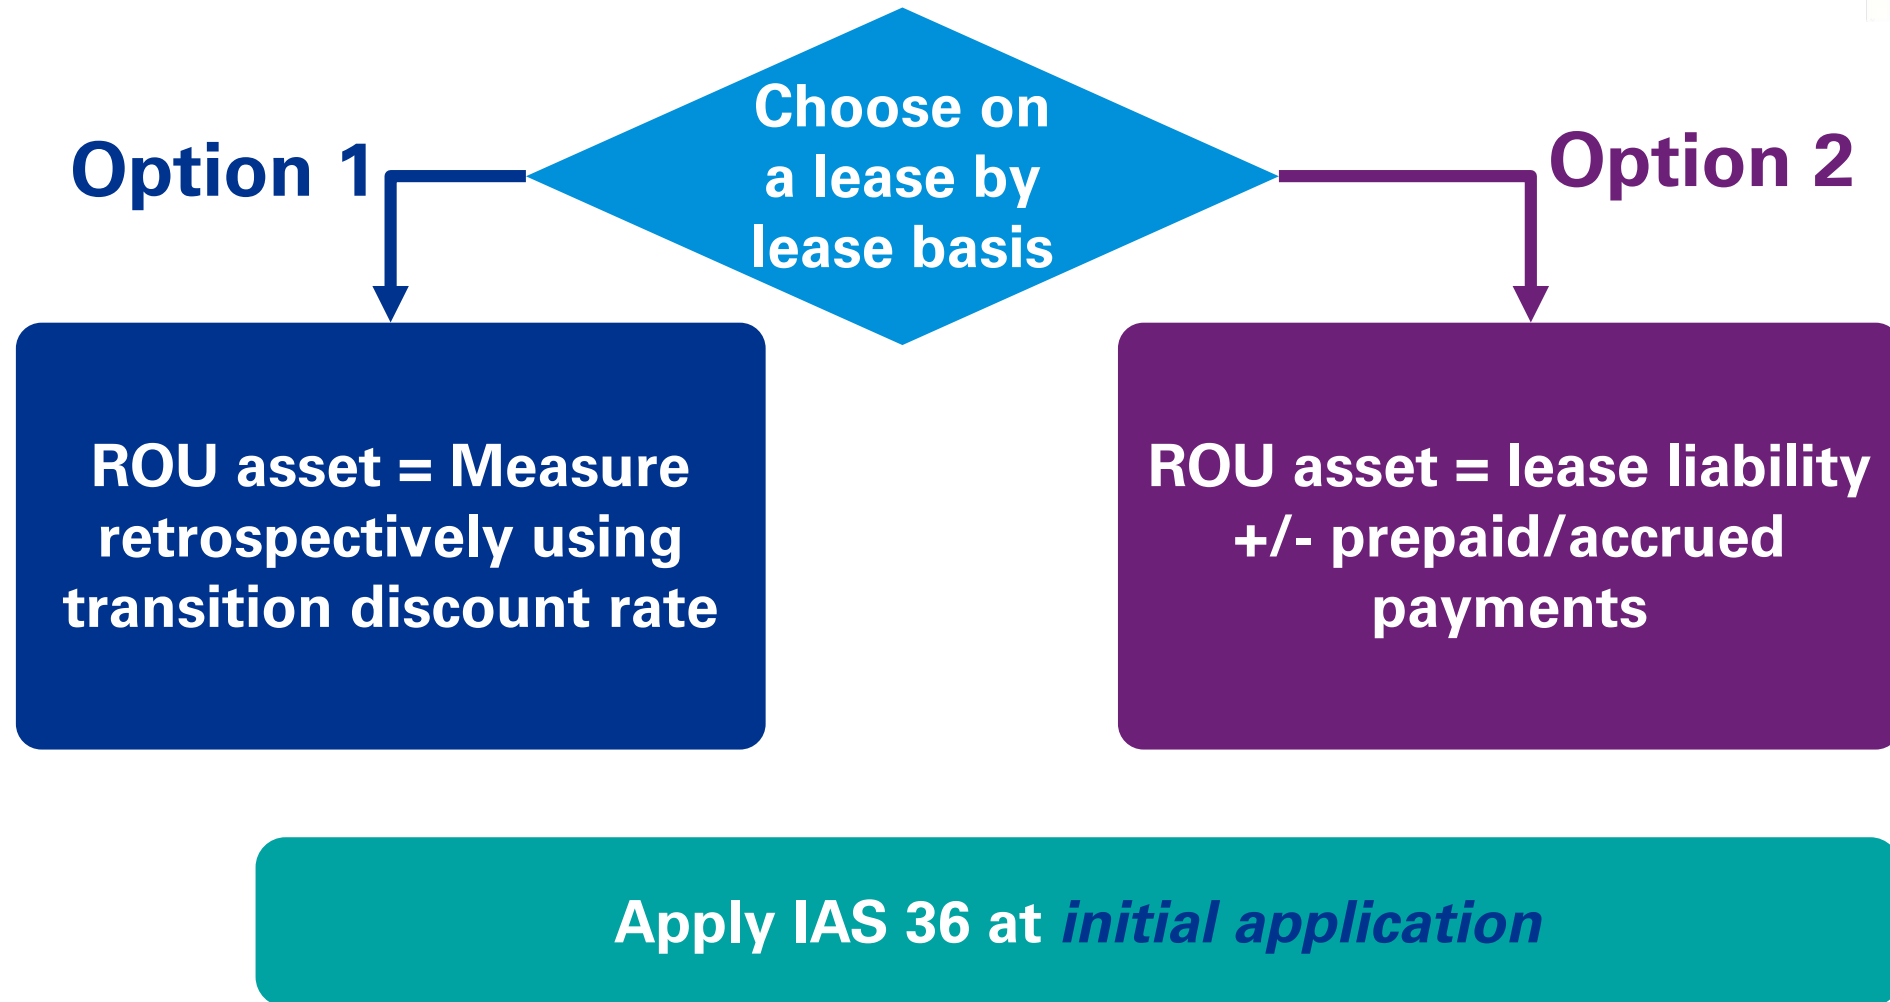 Choose on
a lease by
lease basis
Option 1
Option 2
ROU asset = Measure
retrospectively using
transition discount rate
ROU asset = lease liability
+/- prepaid/accrued
payments
Apply IAS 36 at initial application